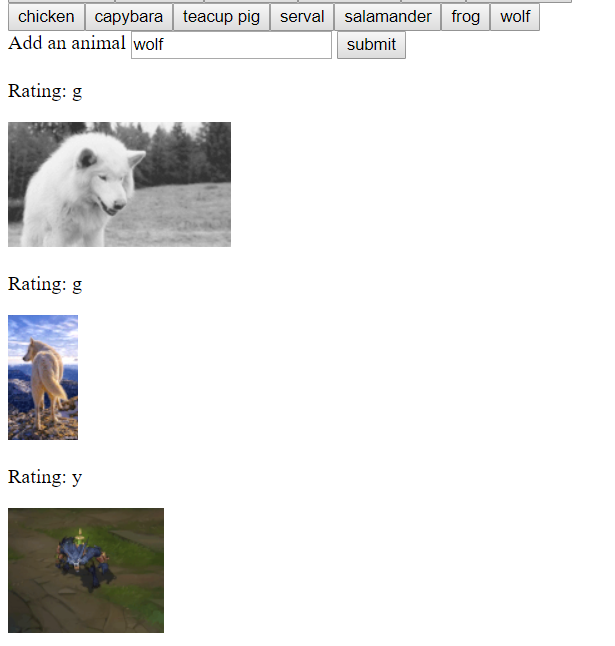 chicken capybara teacup pig serval salamander frog wolf
Add an animal wolf submit
Rating: g
Rating: g
Rating: y